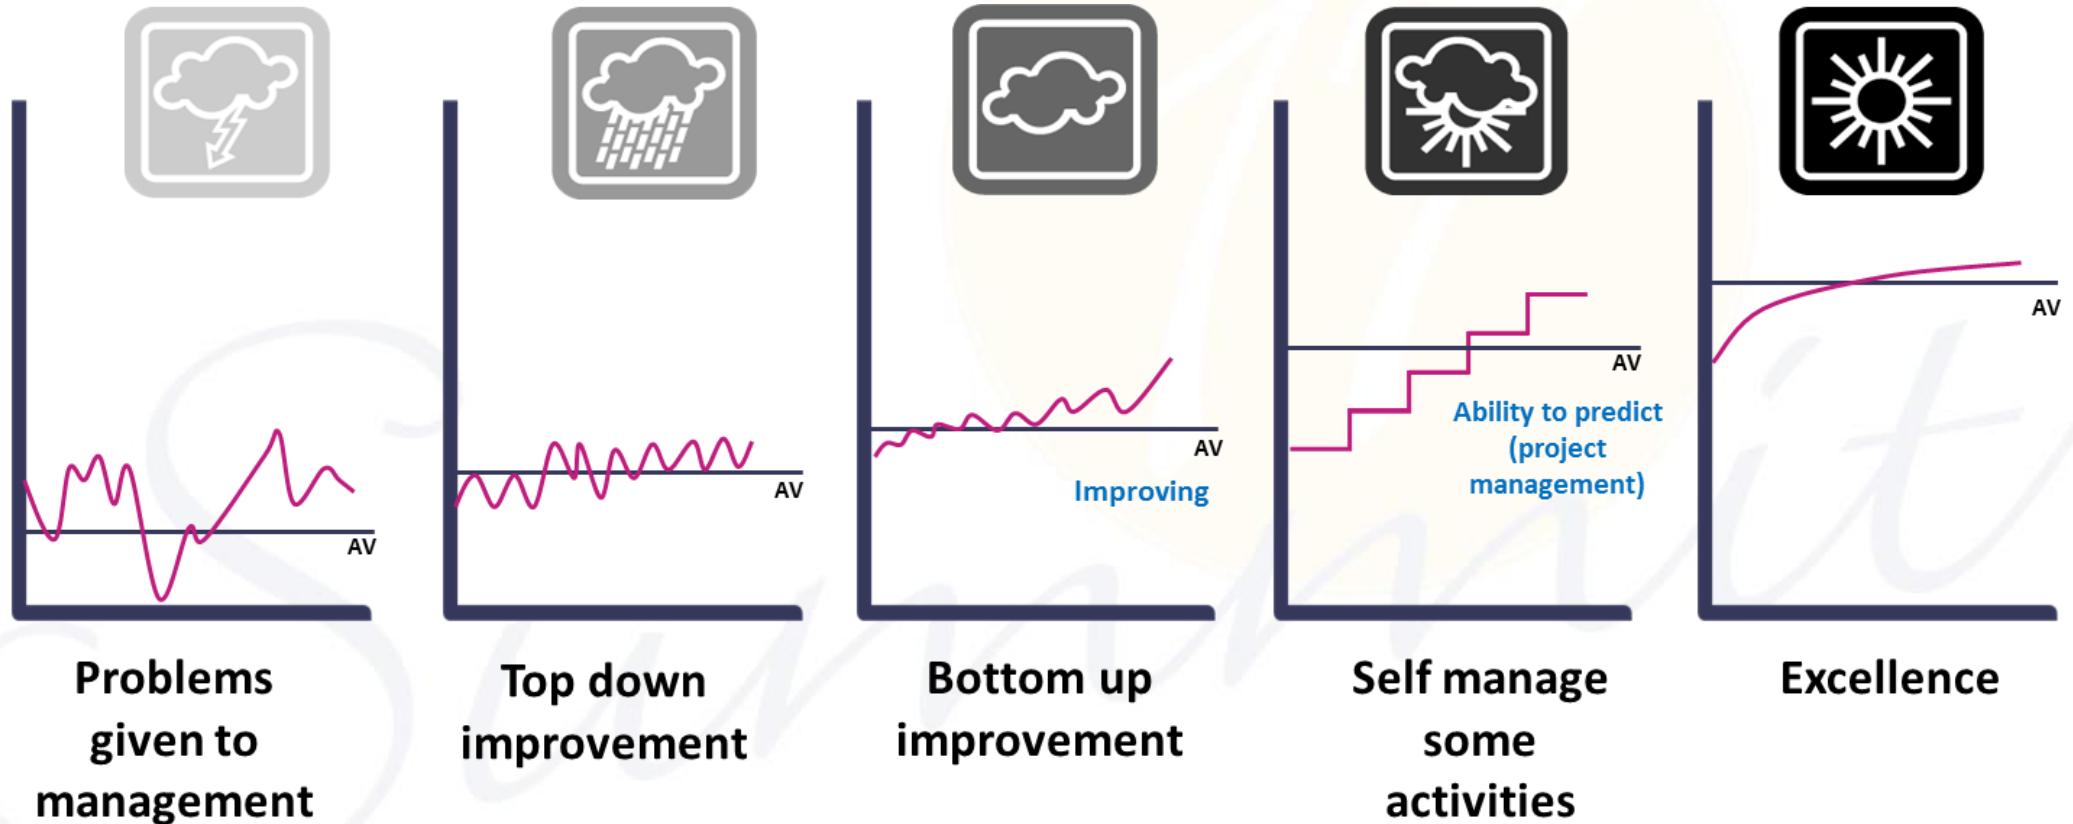 AV
AV
AV
Improving
AV
Ability to predict
(project
management)
AV
Problems
given to
management
Top down
improvement
Bottom up
improvement
Self manage
some
activities
Excellence
Summit